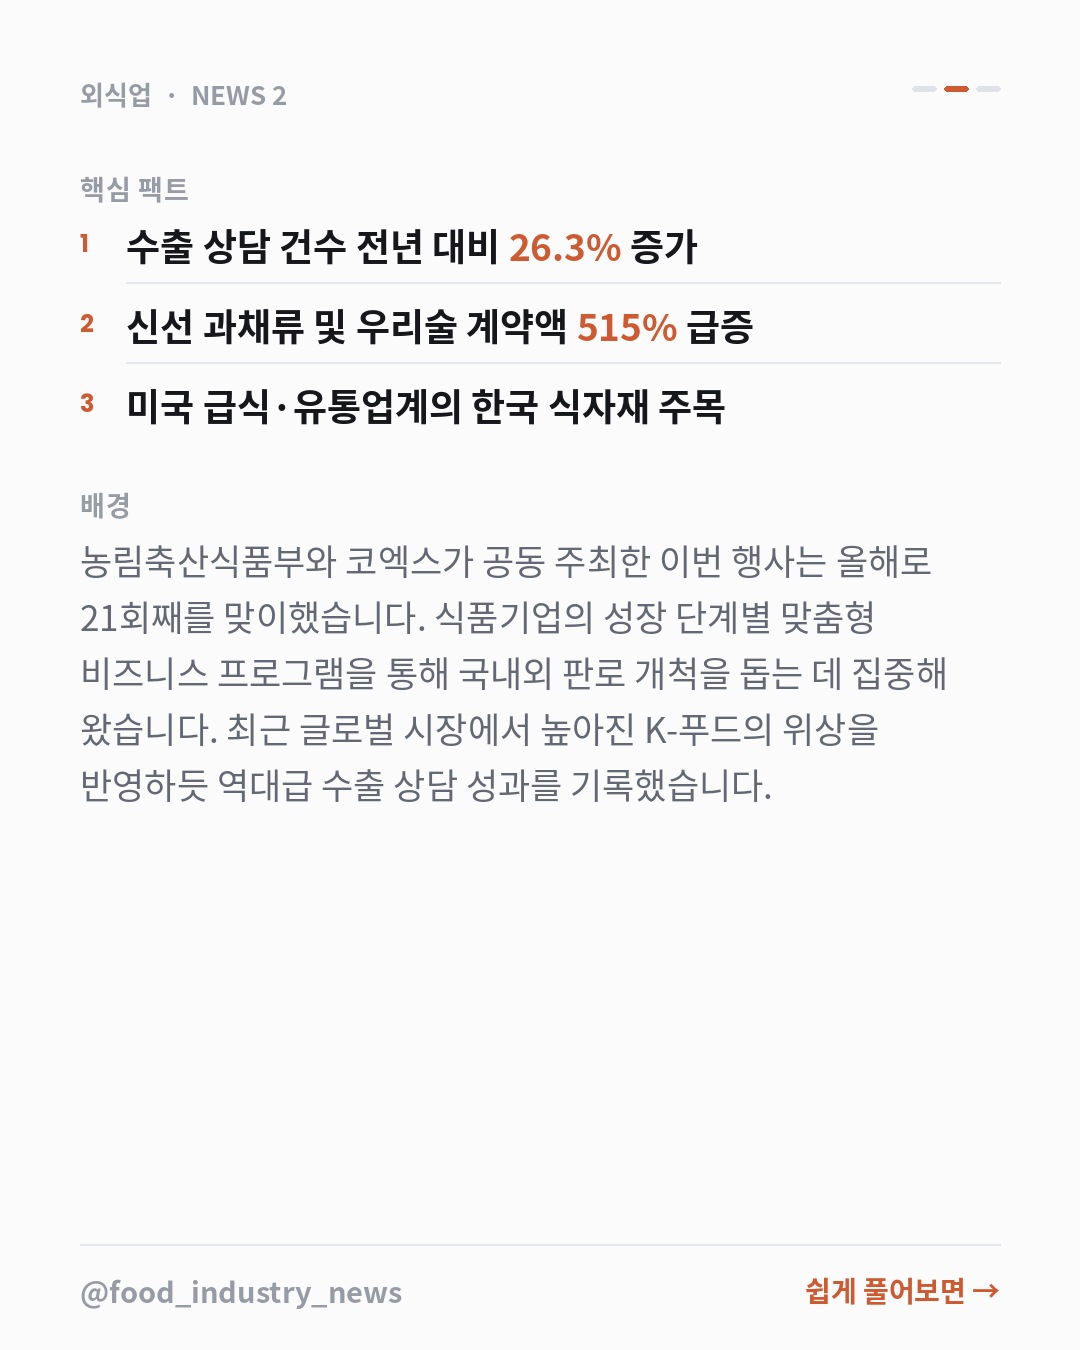 외식업 · NEWS 2
핵심 팩트
1 수출 상담 건수 전년 대비 26.3% 증가
2 신선 과채류 및 우리술 계약액 515% 급증
3 미국 급식·유통업계의 한국 식자재 주목
배경
농림축산식품부와 코엑스가 공동 주최한 이번 행사는 올해로
21회째를 맞이했습니다. 식품기업의 성장 단계별 맞춤형
비즈니스 프로그램을 통해 국내외 판로 개척을 돕는 데 집중해
왔습니다. 최근 글로벌 시장에서 높아진 K-푸드의 위상을
반영하듯 역대급 수출 상담 성과를 기록했습니다.
@food_industry_news
쉽게 풀어보면 →